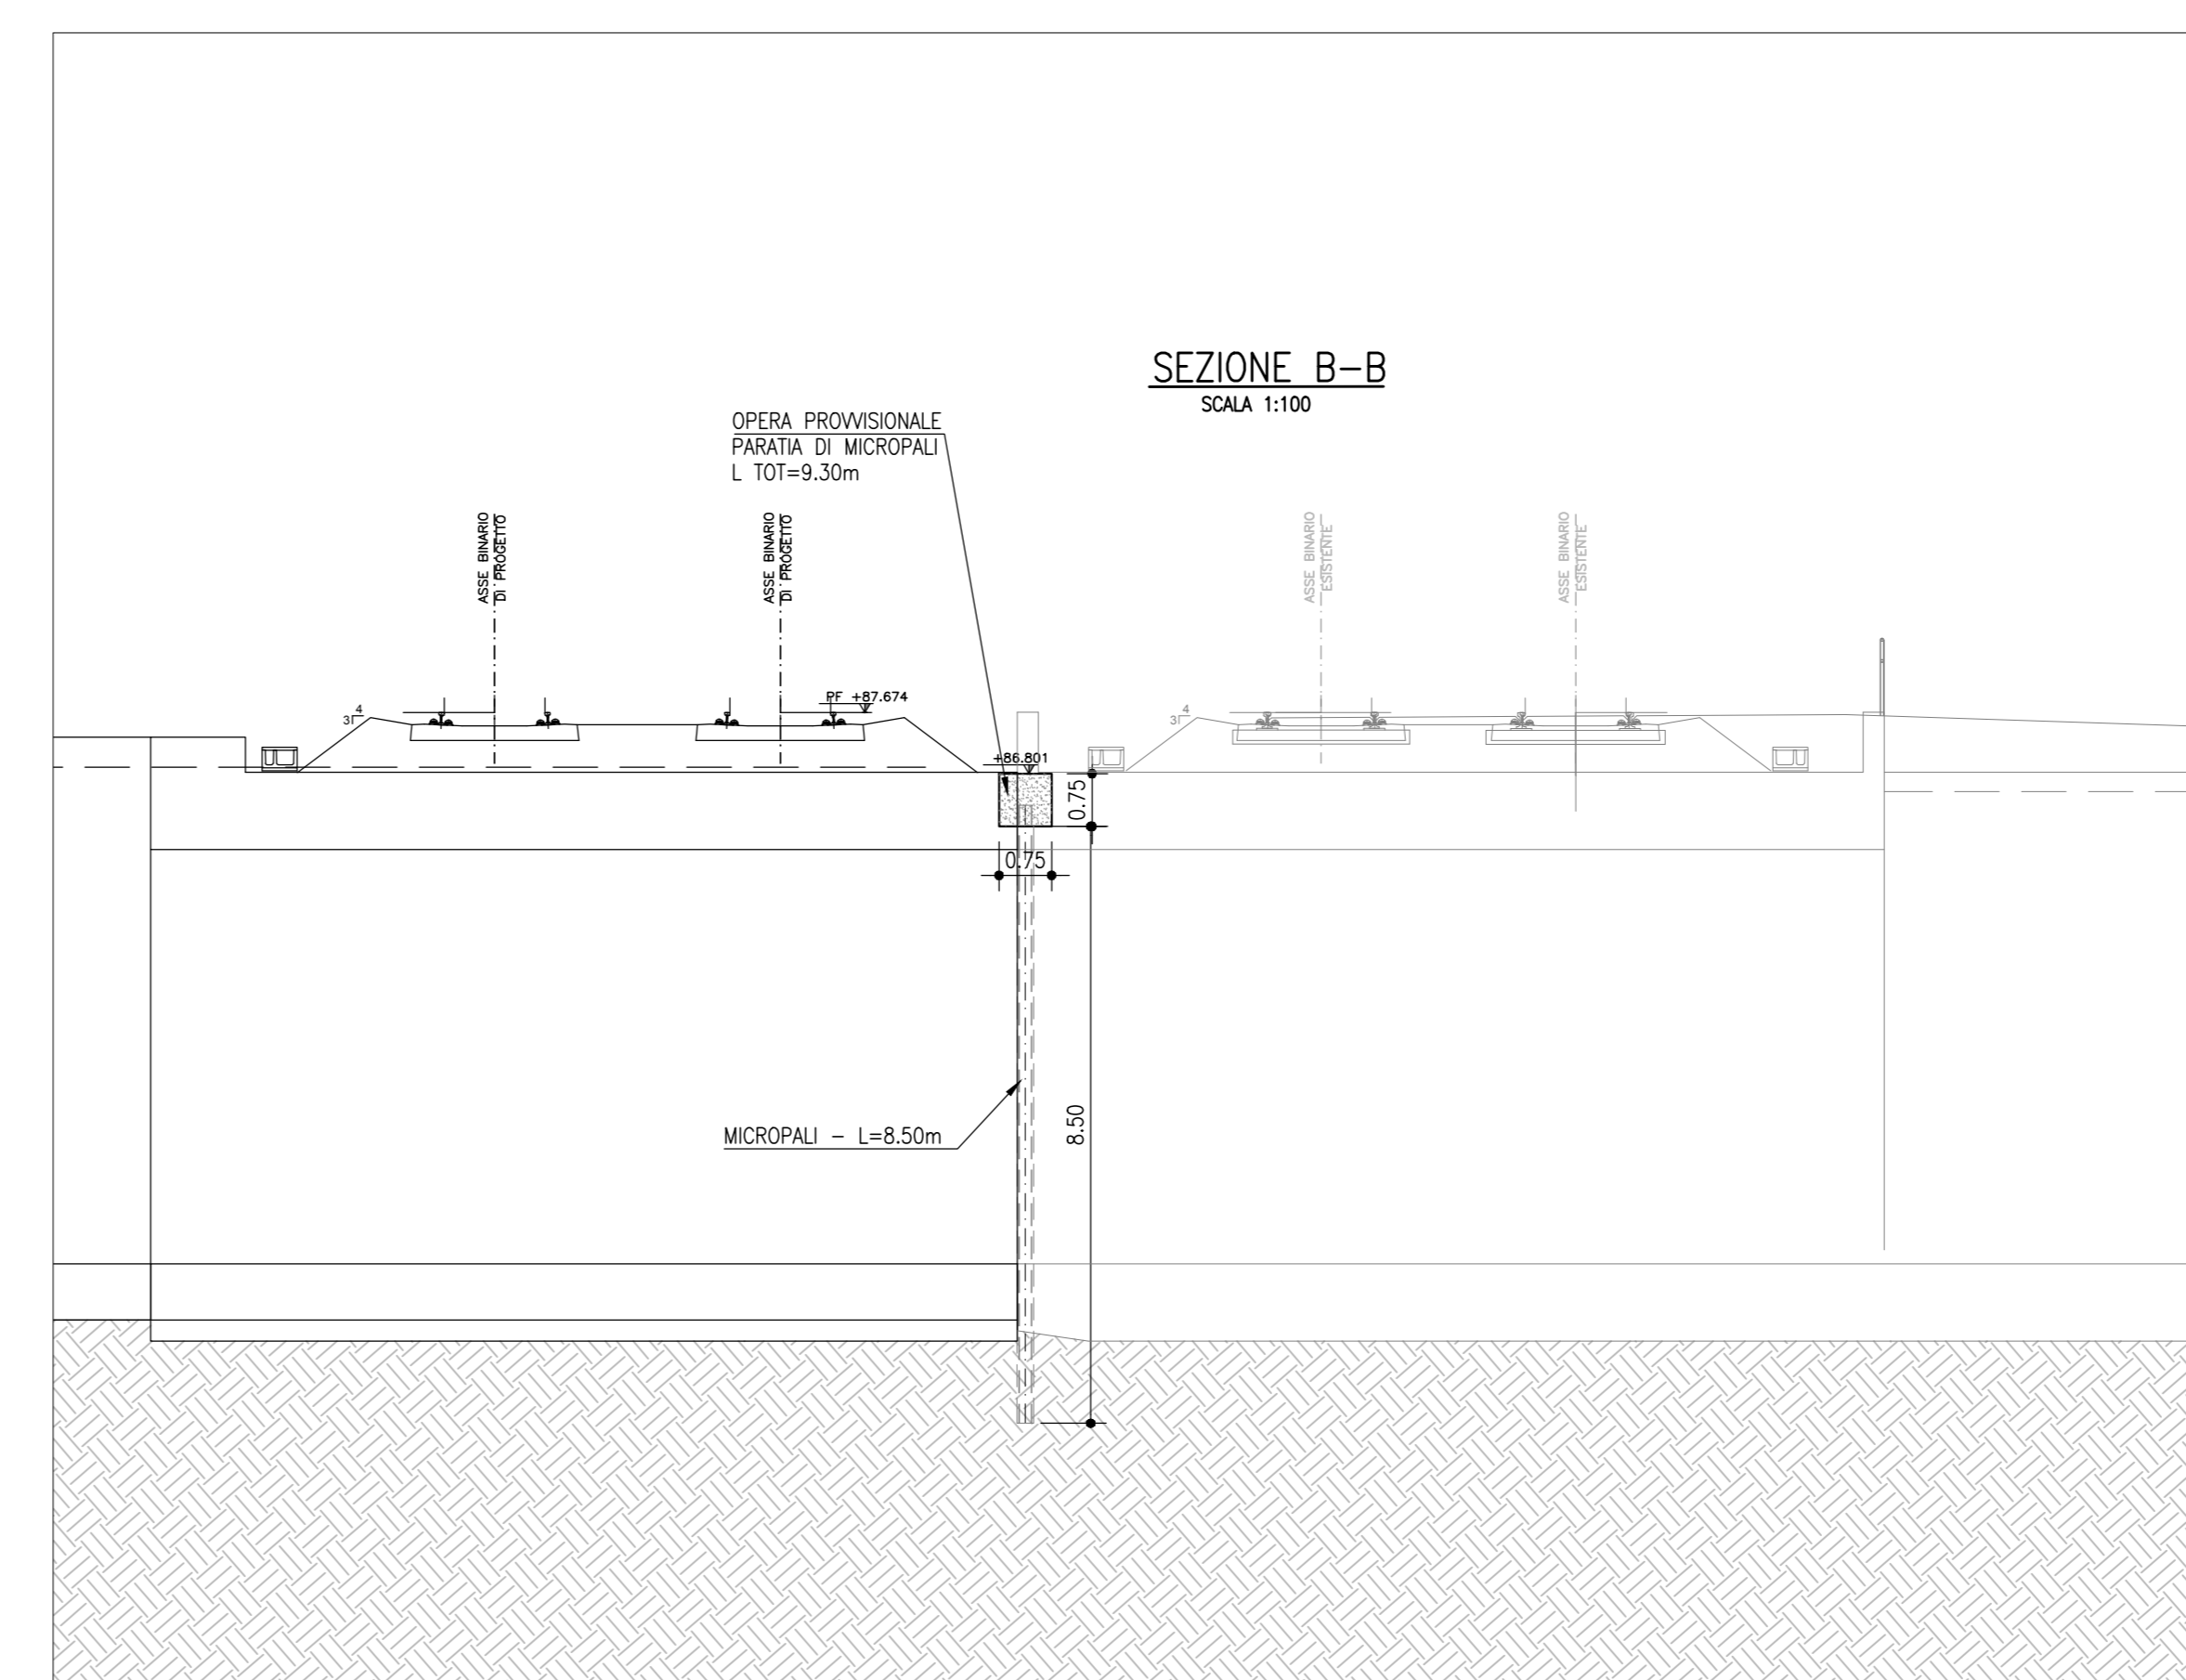 SEZIONE B-B
SCALA 1:100
OPERA PROVVISIONALE
PARATIA DI MICROPALI
L TOT=9.30m
ASSE BINARIO
DI PROGETTO
ASSE BINARIO
DI PROGETTO
ASSE BINARIO
ESISTENTE
ASSE BINARIO
ESISTENTE
PF +87.674
4
3
4
3
+86.801
0.75
0.75
8.50
MICROPALI - L=8.50m